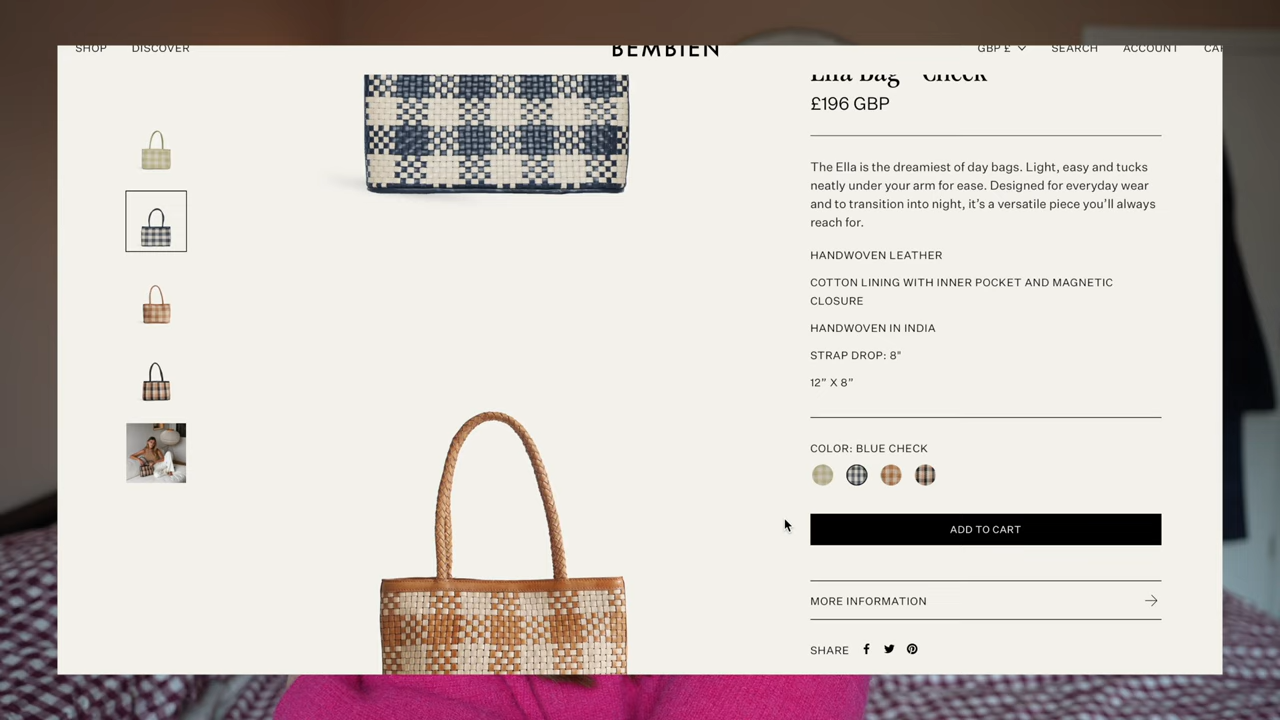 SHOP DISCOVER BEMBIEN GBP £ SEARCH ACCOUNT
Ella Bag - Check
£196 GBP
The Ella is the dreamiest of day bags. Light, easy and tucks
neatly under your arm for ease. Designed for everyday wear
and to transition into night, it's a versatile piece you'll always
reach for.
HANDWOVEN LEATHER
COTTON LINING WITH INNER POCKET AND MAGNETIC
CLOSURE
HANDWOVEN IN INDIA
STRAP DROP: 8"
12” X 8”
COLOR: BLUE CHECK
ADD TO CART
MORE INFORMATION
SHARE